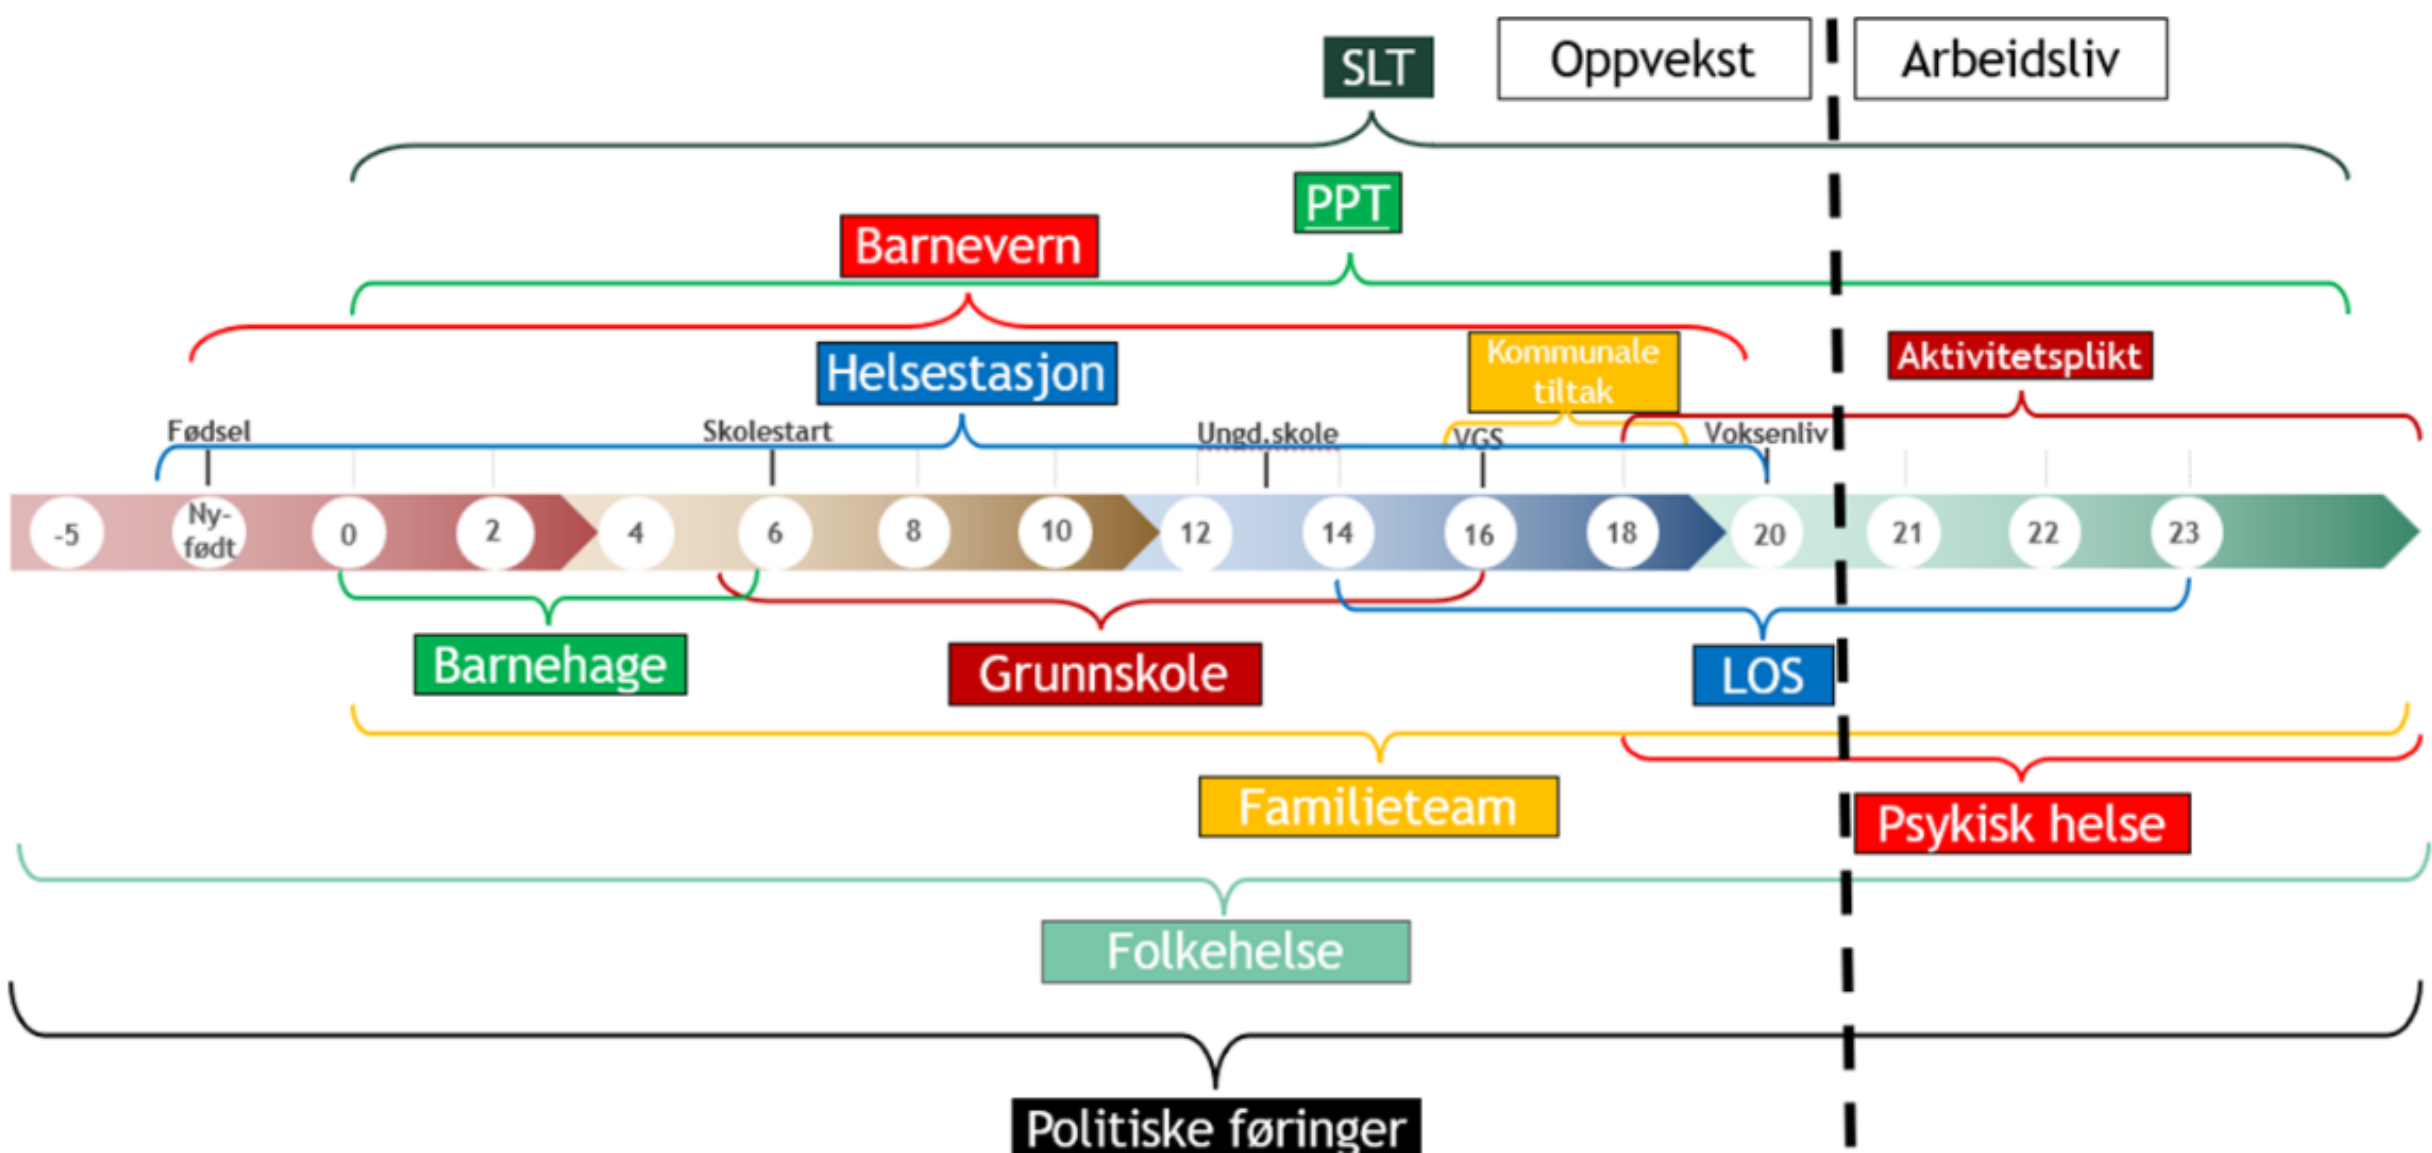 SLT
Oppvekst
Arbeidsliv
PPT
Barnevern
Helsestasjon
Kommunale
tiltak
Aktivitetsplikt
Fødsel
Skolestart
Ungd.skole
VGS
Voksenliv
-5
Ny-
født
0
2
4
6
8
10
12
14
16
18
20
21
22
23
Barnehage
Grunnskole
LOS
Familieteam
Psykisk helse
Folkehelse
Politiske føringer